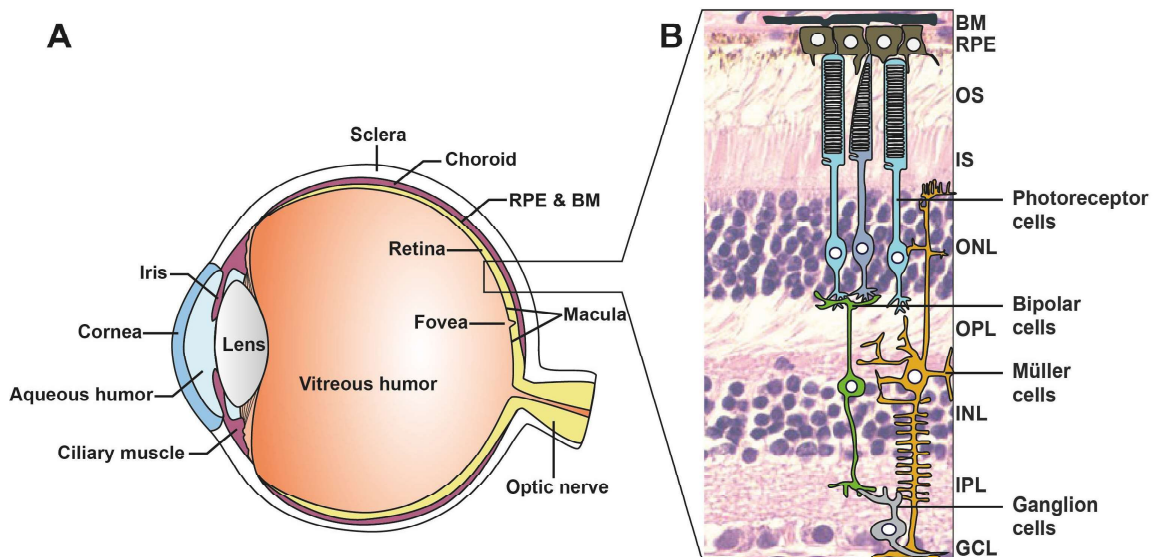 A
Sclera
Choroid
RPE & BM
Retina
Iris
Cornea
Lens
Fovea
Macula
Vitreous humor
Aqueous humor
Ciliary muscle
Optic nerve
B
BM
RPE
OS
IS
Photoreceptor
cells
ONL
Bipolar
cells
OPL
Müller
cells
INL
IPL
Ganglion
cells
GCL